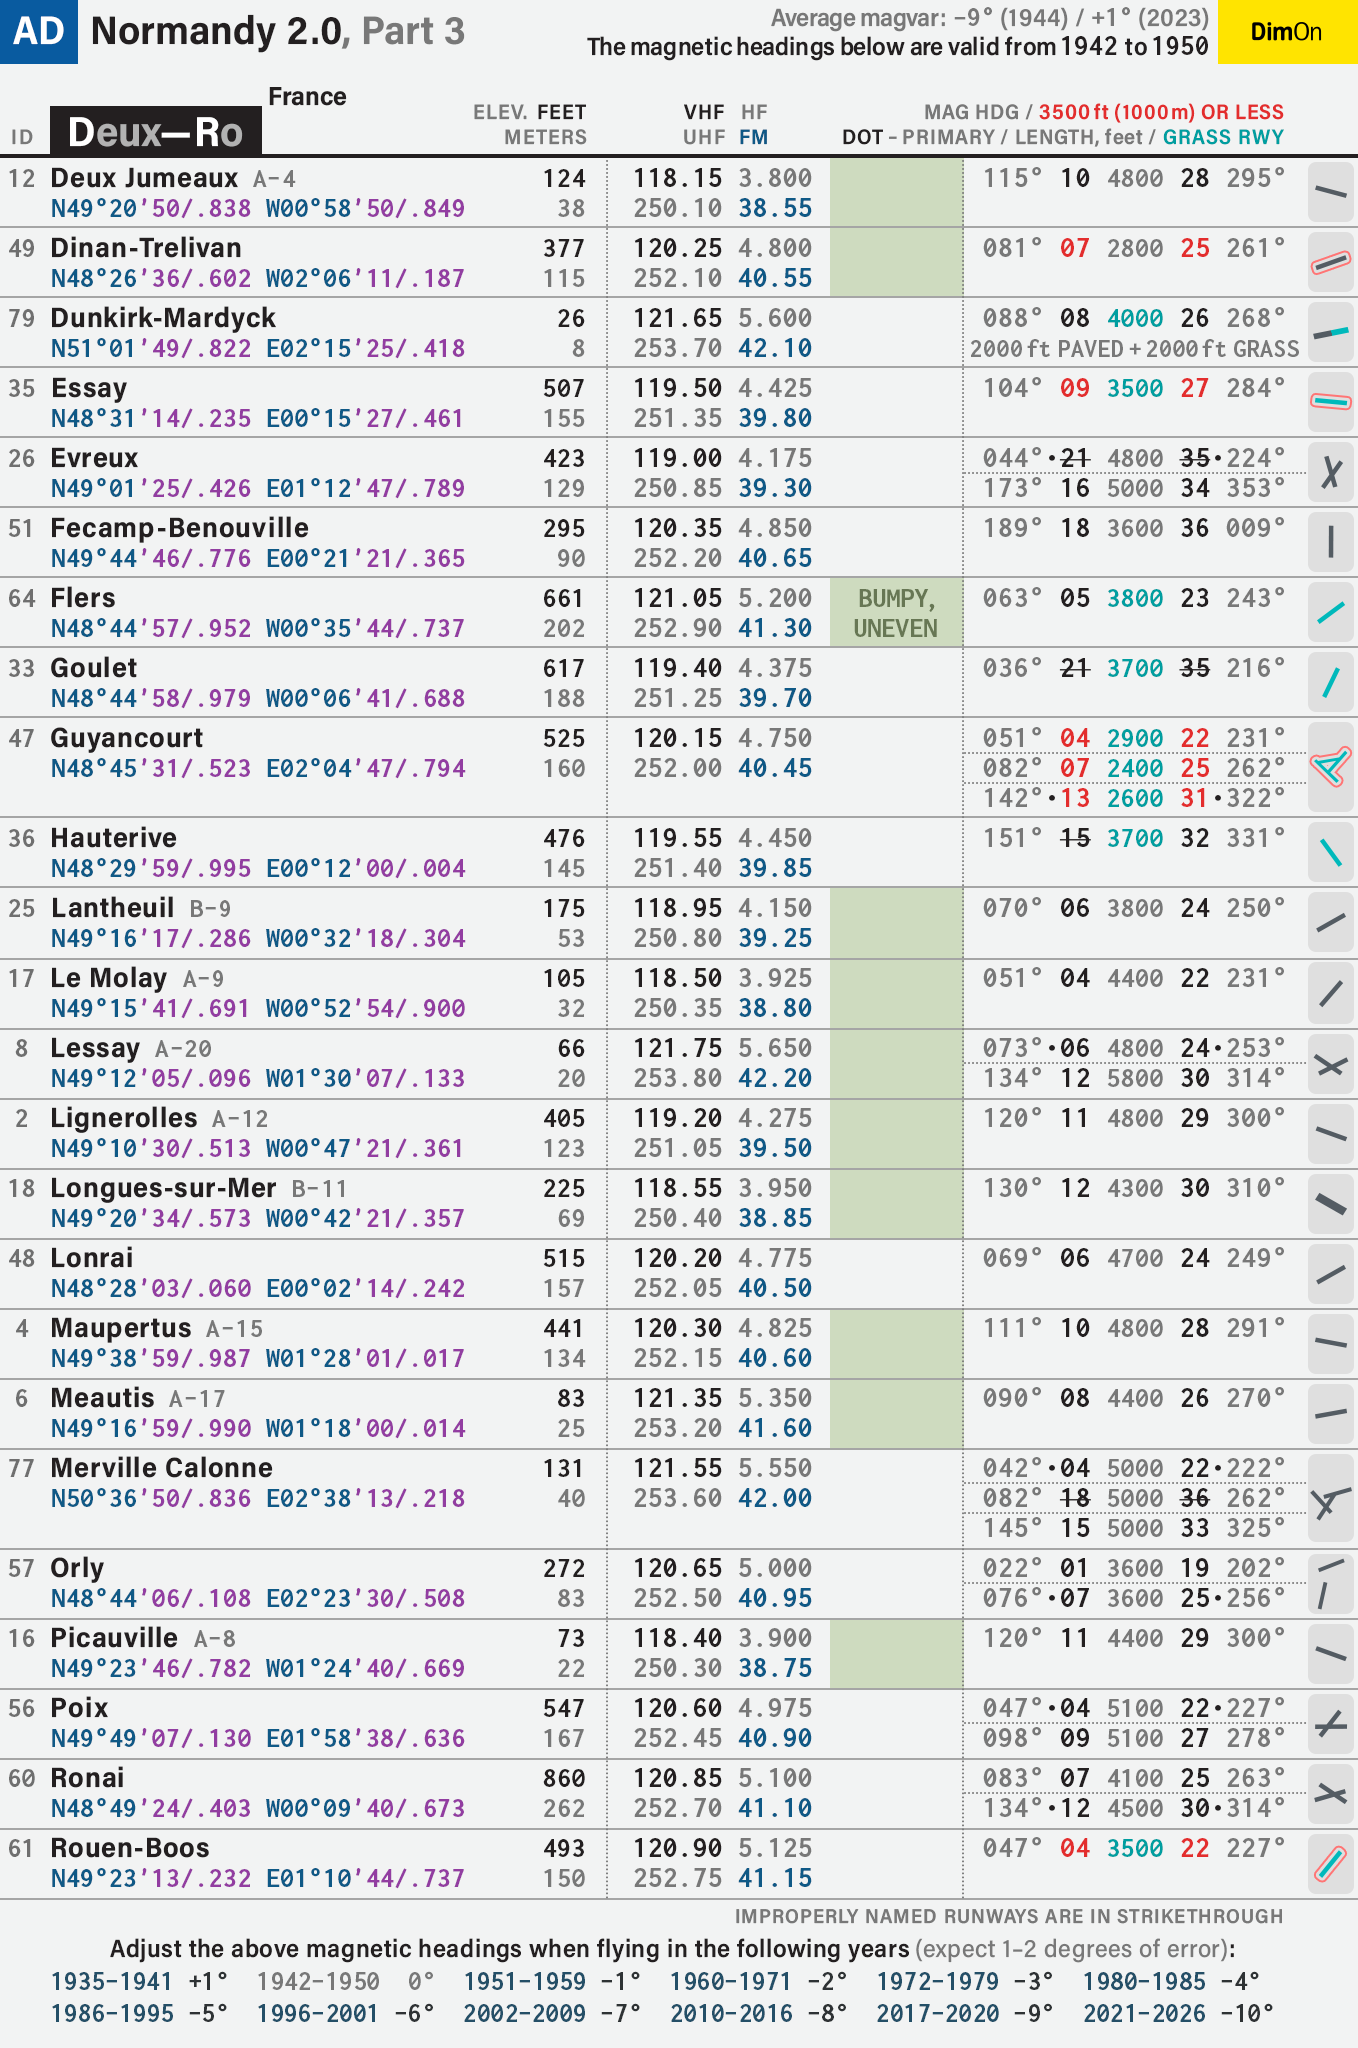 AD Normandy 2.0, Part 3
Average magvar: −9° (1944) / +1° (2023)
The magnetic headings below are valid from 1942 to 1950
DimOn
France
ELEV. FEET VHF HF MAG HDG / 3500 ft (1000 m) OR LESS
ID Deux—Ro METERS UHF FM DOT – PRIMARY / LENGTH, feet / GRASS RWY
12 Deux Jumeaux A-4 124 118.15 3.800 115° 10 4800 28 295°
N49°20'50/.838 W00°58'50/.849 38 250.10 38.55
49 Dinan-Trelivan 377 120.25 4.800 081° 07 2800 25 261°
N48°26'36/.602 W02°06'11/.187 115 252.10 40.55
79 Dunkirk-Mardyck 26 121.65 5.600 088° 08 4000 26 268°
N51°01'49/.822 E02°15'25/.418 8 253.70 42.10 2000 ft PAVED + 2000 ft GRASS
35 Essay 507 119.50 4.425 104° 09 3500 27 284°
N48°31'14/.235 E00°15'27/.461 155 251.35 39.80
26 Evreux 423 119.00 4.175 044°·21 4800 35·224°
N49°01'25/.426 E01°12'47/.789 129 250.85 39.30 173° 16 5000 34 353°
51 Fecamp-Benouville 295 120.35 4.850 189° 18 3600 36 009°
N49°44'46/.776 E00°21'21/.365 90 252.20 40.65
64 Flers 661 121.05 5.200 BUMPY, 063° 05 3800 23 243°
N48°44'57/.952 W00°35'44/.737 202 252.90 41.30 UNEVEN
33 Goulet 617 119.40 4.375 036° 21 3700 35 216°
N48°44'58/.979 W00°06'41/.688 188 251.25 39.70
47 Guyancourt 525 120.15 4.750 051° 04 2900 22 231°
N48°45'31/.523 E02°04'47/.794 160 252.00 40.45 082° 07 2400 25 262°
142°·13 2600 31·322°
36 Hauterive 476 119.55 4.450 151° 15 3700 32 331°
N48°29'59/.995 E00°12'00/.004 145 251.40 39.85
25 Lantheuil B-9 175 118.95 4.150 070° 06 3800 24 250°
N49°16'17/.286 W00°32'18/.304 53 250.80 39.25
17 Le Molay A-9 105 118.50 3.925 051° 04 4400 22 231°
N49°15'41/.691 W00°52'54/.900 32 250.35 38.80
8 Lessay A-20 66 121.75 5.650 073°·06 4800 24·253°
N49°12'05/.096 W01°30'07/.133 20 253.80 42.20 134° 12 5800 30 314°
2 Lignerolles A-12 405 119.20 4.275 120° 11 4800 29 300°
N49°10'30/.513 W00°47'21/.361 123 251.05 39.50
18 Longues-sur-Mer B-11 225 118.55 3.950 130° 12 4300 30 310°
N49°20'34/.573 W00°42'21/.357 69 250.40 38.85
48 Lonrai 515 120.20 4.775 069° 06 4700 24 249°
N48°28'03/.060 E00°02'14/.242 157 252.05 40.50
4 Maupertus A-15 441 120.30 4.825 111° 10 4800 28 291°
N49°38'59/.987 W01°28'01/.017 134 252.15 40.60
6 Meautis A-17 83 121.35 5.350 090° 08 4400 26 270°
N49°16'59/.990 W01°18'00/.014 25 253.20 41.60
77 Merville Calonne 131 121.55 5.550 042°·04 5000 22·222°
N50°36'50/.836 E02°38'13/.218 40 253.60 42.00 082° 18 5000 36 262°
145° 15 5000 33 325°
57 Orly 272 120.65 5.000 022° 01 3600 19 202°
N48°44'06/.108 E02°23'30/.508 83 252.50 40.95 076°·07 3600 25·256°
16 Picauville A-8 73 118.40 3.900 120° 11 4400 29 300°
N49°23'46/.782 W01°24'40/.669 22 250.30 38.75
56 Poix 547 120.60 4.975 047°·04 5100 22·227°
N49°49'07/.130 E01°58'38/.636 167 252.45 40.90 098° 09 5100 27 278°
60 Ronai 860 120.85 5.100 083° 07 4100 25 263°
N48°49'24/.403 W00°09'40/.673 262 252.70 41.10 134°·12 4500 30·314°
61 Rouen-Boos 493 120.90 5.125 047° 04 3500 22 227°
N49°23'13/.232 E01°10'44/.737 150 252.75 41.15
IMPROPERLY NAMED RUNWAYS ARE IN STRIKETHROUGH
Adjust the above magnetic headings when flying in the following years (expect 1–2 degrees of error):
1935–1941 +1° 1942–1950 0° 1951–1959 −1° 1960–1971 −2° 1972–1979 −3° 1980–1985 −4°
1986–1995 −5° 1996–2001 −6° 2002–2009 −7° 2010–2016 −8° 2017–2020 −9° 2021–2026 −10°